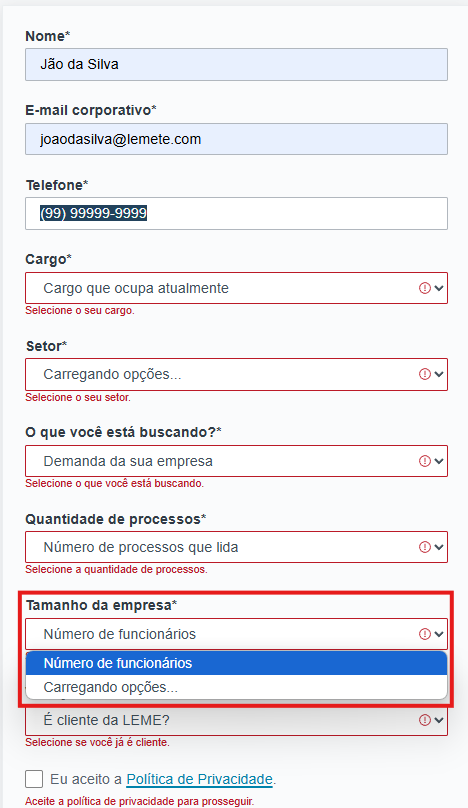 Nome*
Jão da Silva
E-mail corporativo*
joaodasilva@lemete.com
Telefone*
(99) 99999-9999
Cargo*
Cargo que ocupa atualmente
Selecione o seu cargo.
Setor*
Carregando opções...
Selecione o seu setor.
O que você está buscando?*
Demanda da sua empresa
Selecione o que você está buscando.
Quantidade de processos*
Número de processos que lida
Selecione a quantidade de processos.
Tamanho da empresa*
Número de funcionários
Número de funcionários
Carregando opções...
É cliente da LEME?
Selecione se você já é cliente.
Eu aceito a Política de Privacidade.
Aceite a política de privacidade para prosseguir.